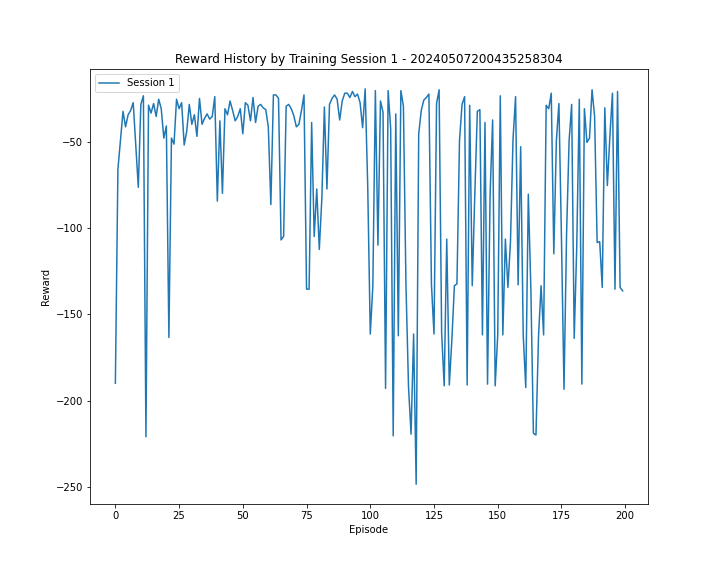 Reward History by Training Session 1 - 20240507200435258304
Session 1
−50
−100
−150
−200
−250
Reward
0 25 50 75 100 125 150 175 200
Episode